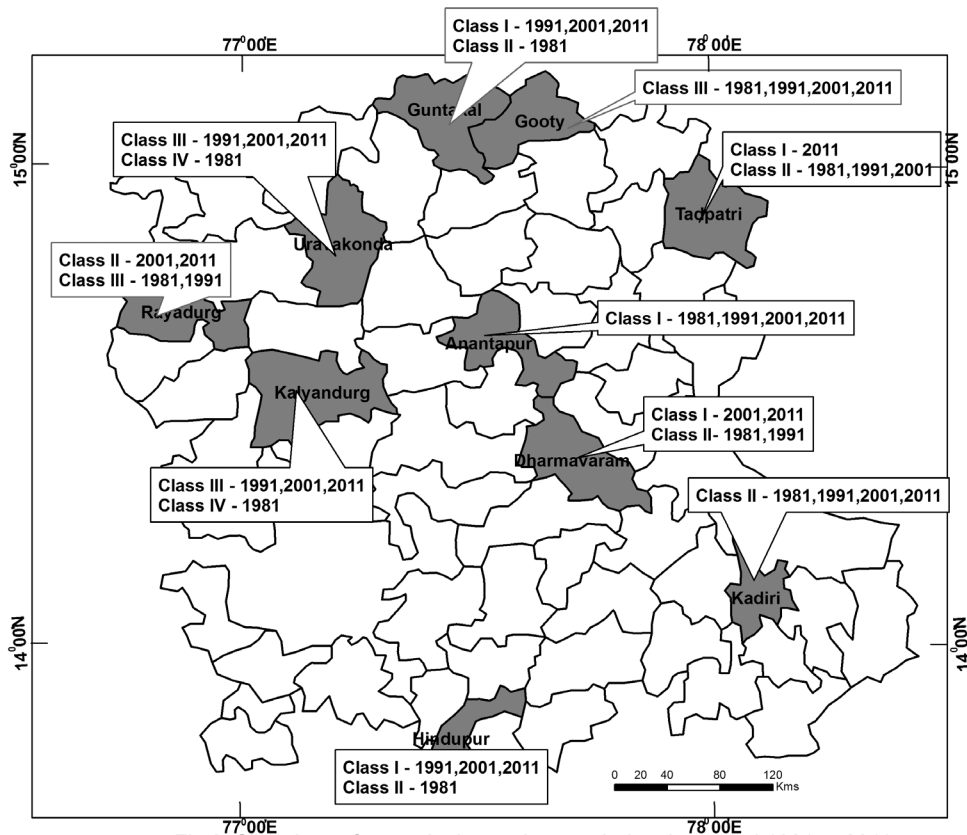 Class I - 1991,2001,2011
Class II - 1981
77°00'E
78°00'E
Guntakal
Gooty
Class III - 1981,1991,2001,2011
Class III - 1991,2001,2011
Class IV - 1981
15°00'N
Class I - 2011
Class II - 1981,1991,2001
15°00'N
Tadpatri
Uravakonda
Class II - 2001,2011
Class III - 1981,1991
Rayadurg
Class I - 1981,1991,2001,2011
Anantapur
Kalyandurg
Class I - 2001,2011
Class II- 1981,1991
Dharmavaram
Class III - 1991,2001,2011
Class IV - 1981
Class II - 1981,1991,2001,2011
Kadiri
14°00'N
14°00'N
Hindupur
Class I - 1991,2001,2011
Class II - 1981
0 20 40 80 120
Kms
77°00'E
78°00'E